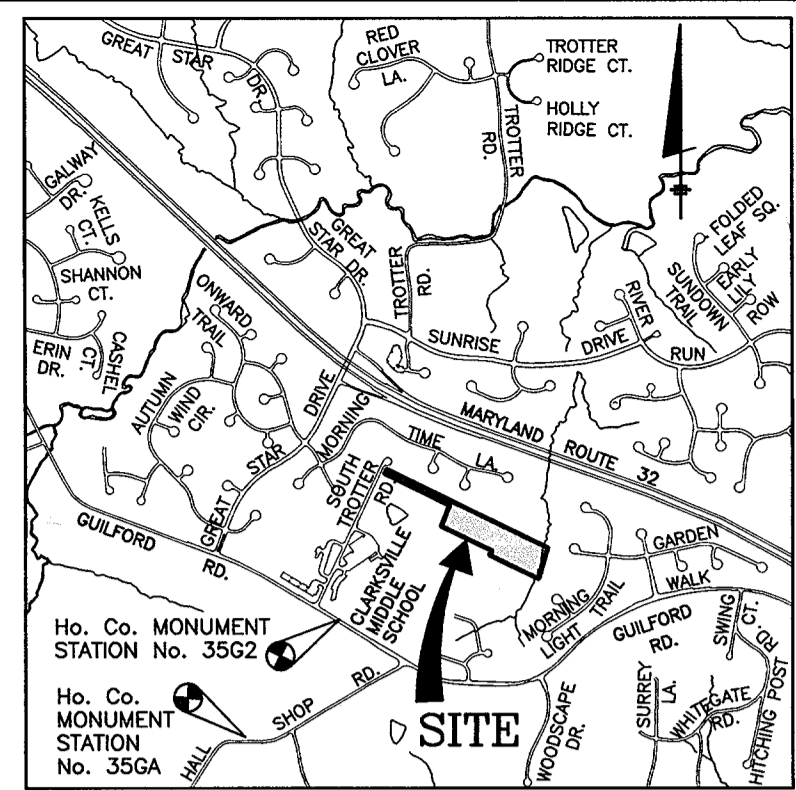 GREAT STAR DR.
RED
CLOVER
LA.
TROTTER
RIDGE CT.
HOLLY
RIDGE CT.
TROTTER
RD.
GALWAY
DR.
KELLS
CT.
SHANNON
CT.
ERIN
DR.
CASHEL
CT.
ONWARD
TRAIL
GREAT
STAR DR.
TROTTER
RD.
FOLDED
LEAF SQ.
EARLY
LILY
ROW
SUNDOWN
TRAIL
SUNRISE DRIVE
RIVER
RUN
AUTUMN
WIND
CIR.
GREAT STAR DRIVE
MORNING TIME LA.
MARYLAND ROUTE 32
SOUTH TROTTER
RD.
GUILFORD RD.
CLARKSVILLE
MIDDLE
SCHOOL
GARDEN
WALK
MORNING
LIGHT TRAIL
GUILFORD
RD.
SWING
CT.
RD.
HITCHING POST
SURREY
LA.
WHITEGATE
RD.
WOODSCAPE
DR.
Ho. Co. MONUMENT
STATION No. 35G2
Ho. Co.
MONUMENT
STATION
No. 35GA
HALL SHOP RD.
SITE